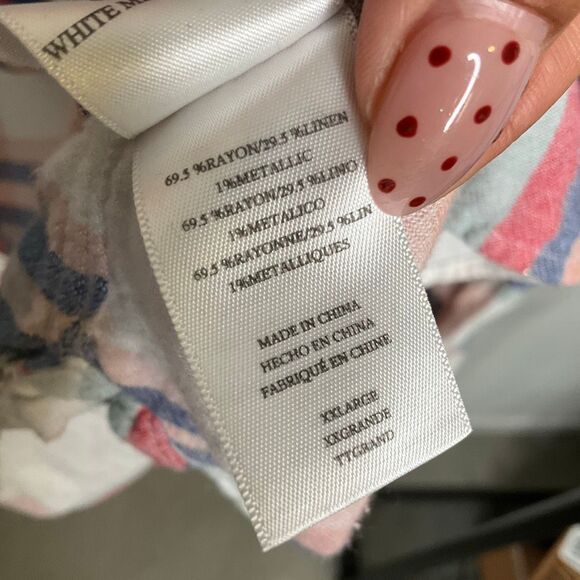 WHITE
69.5 %RAYON/29.5 %LINEN
1%METALLIC
69.5 %RAYON/29.5 %LINO
1%METALICO
69.5 %RAYONNE/29.5 %LIN
1%METALLIQUES
MADE IN CHINA
HECHO EN CHINA
FABRIQUÉ EN CHINE
XXLARGE
XXGRANDE
TTGRAND